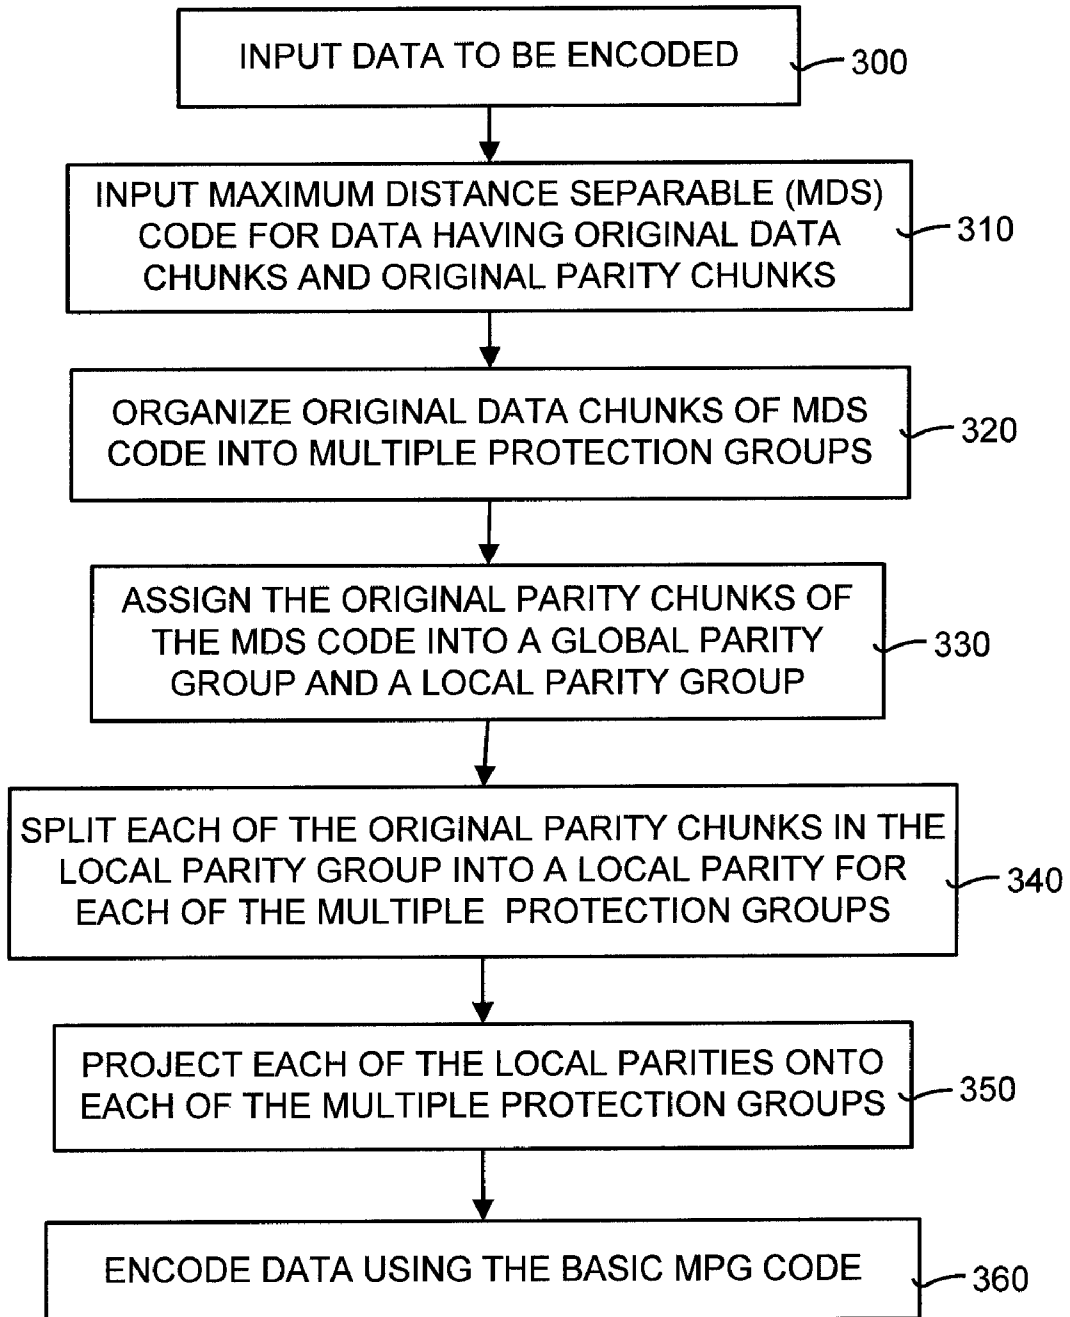 INPUT DATA TO BE ENCODED
300
INPUT MAXIMUM DISTANCE SEPARABLE (MDS)
CODE FOR DATA HAVING ORIGINAL DATA
CHUNKS AND ORIGINAL PARITY CHUNKS
310
ORGANIZE ORIGINAL DATA CHUNKS OF MDS
CODE INTO MULTIPLE PROTECTION GROUPS
320
ASSIGN THE ORIGINAL PARITY CHUNKS OF
THE MDS CODE INTO A GLOBAL PARITY
GROUP AND A LOCAL PARITY GROUP
330
SPLIT EACH OF THE ORIGINAL PARITY CHUNKS IN THE
LOCAL PARITY GROUP INTO A LOCAL PARITY FOR
EACH OF THE MULTIPLE PROTECTION GROUPS
340
PROJECT EACH OF THE LOCAL PARITIES ONTO
EACH OF THE MULTIPLE PROTECTION GROUPS
350
ENCODE DATA USING THE BASIC MPG CODE
360